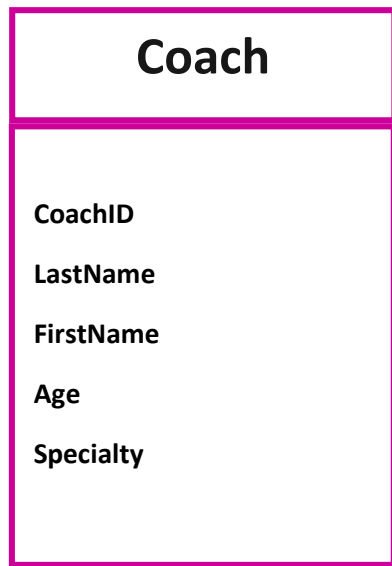 Coach
CoachID
LastName
FirstName
Age
Specialty